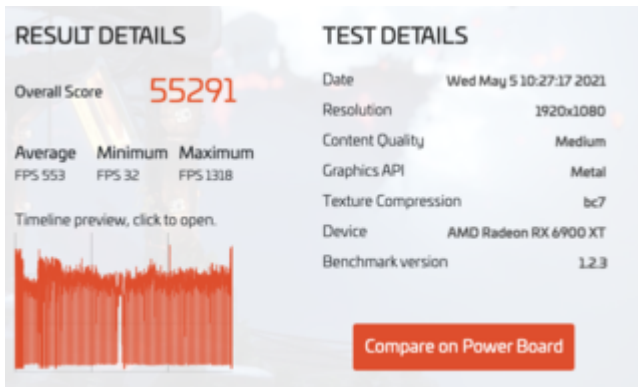 RESULT DETAILS
Overall Score 55291
Average Minimum Maximum
FPS 553 FPS 32 FPS 1318
Timeline preview, click to open.
TEST DETAILS
Date Wed May 5 10:27:17 2021
Resolution 1920x1080
Content Quality Medium
Graphics API Metal
Texture Compression bc7
Device AMD Radeon RX 6900 XT
Benchmark version 1.2.3
Compare on Power Board